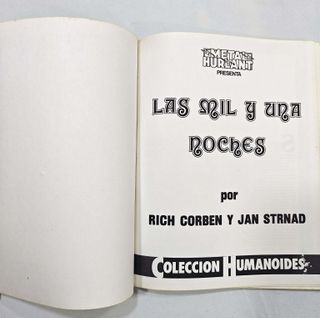 METAL
HURLANT
PRESENTA
LAS MIL Y UNA
NOCHES
por
RICH CORBEN Y JAN STRNAD
COLECCION HUMANOIDES